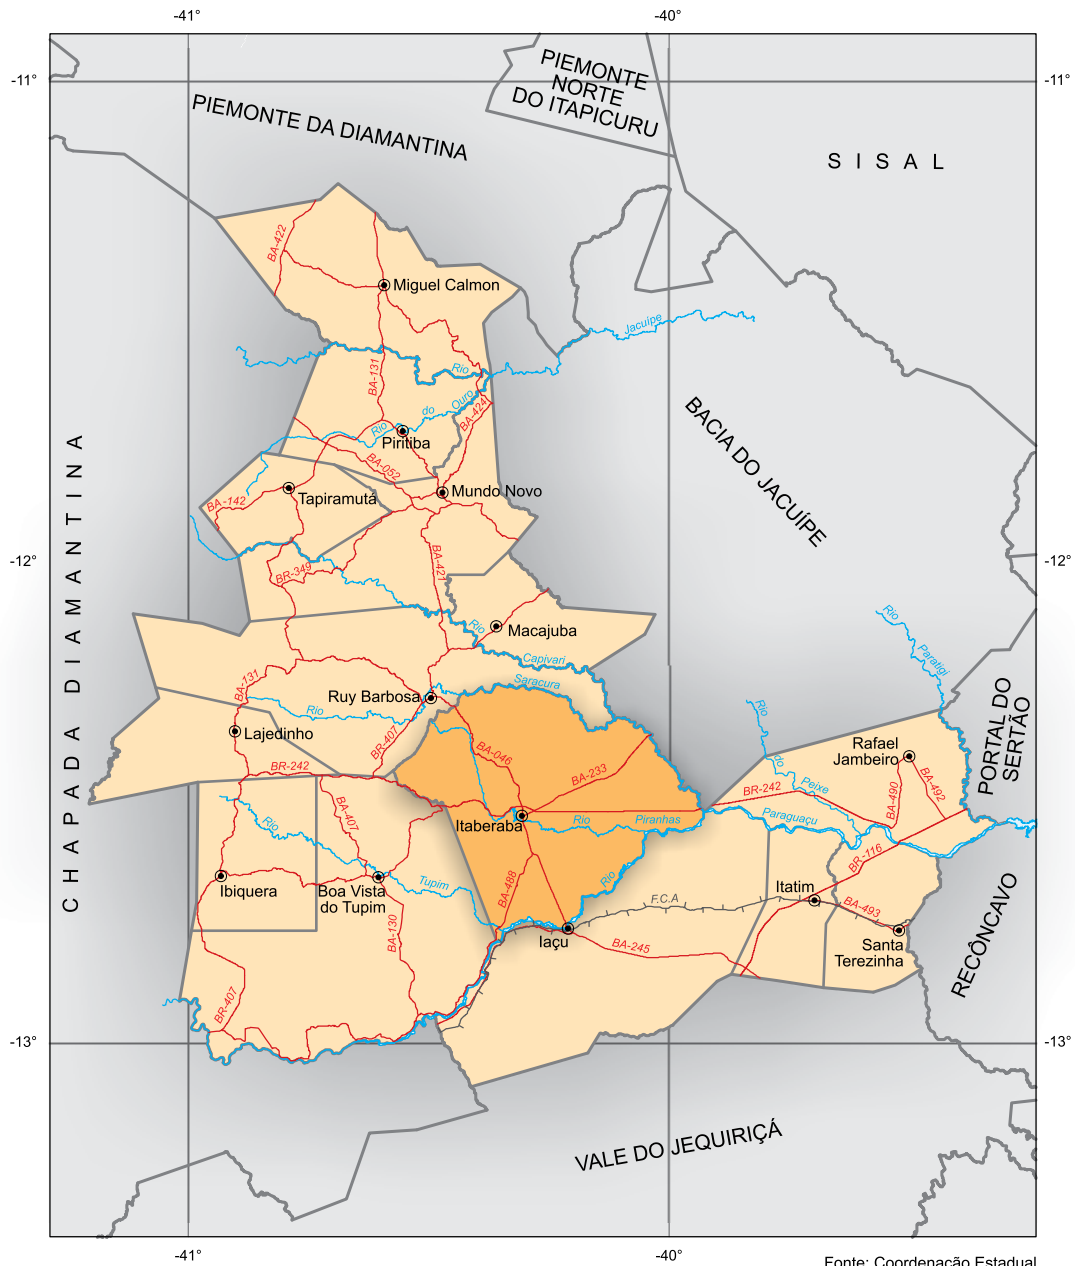 -41°
-40°
-11°
-11°
PIEMONTE
NORTE
DO ITAPICURU
PIEMONTE DA DIAMANTINA
SISAL
BA-422
Miguel Calmon
Jacuípe
Rio
BA-131
Ouro
do
Rio
BA-424
Piritiba
BACIA DO JACUÍPE
CHAPADA DIAMANTINA
BA-052
Mundo Novo
Tapiramutá
BA-142
-12°
-12°
BA-421
BR-349
Rio
Macajuba
Rio
Paratigi
Capivari
Saracura
BA-131
Ruy Barbosa
Rio
Rio
Lajedinho
BR-407
PORTAL DO
SERTÃO
Rafael
Jambeiro
BA-046
do
BR-242
BA-233
Peixe
BR-242
BA-490
BA-492
BA-407
Rio
Itaberaba
Rio
Piranhas
Paraguaçu
BR-116
Ibiquera
Boa Vista
do Tupim
Tupim
BA-488
Rio
F.C.A
Itatim
BA-493
BA-130
Iaçu
BA-245
Santa
Terezinha
RECÔNCAVO
BR-407
-13°
-13°
VALE DO JEQUIRIÇÁ
-41°
-40°
Fonte: Coordenação Estadual